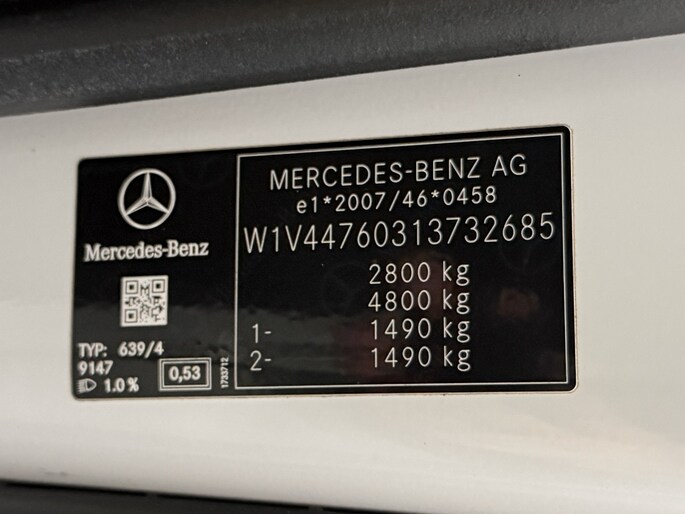 Mercedes-Benz
TYP: 639/4
9147
1.0 %
0,53
1733712
MERCEDES-BENZ AG
e1*2007/46*0458
W1V44760313732685
2800 kg
4800 kg
1- 1490 kg
2- 1490 kg